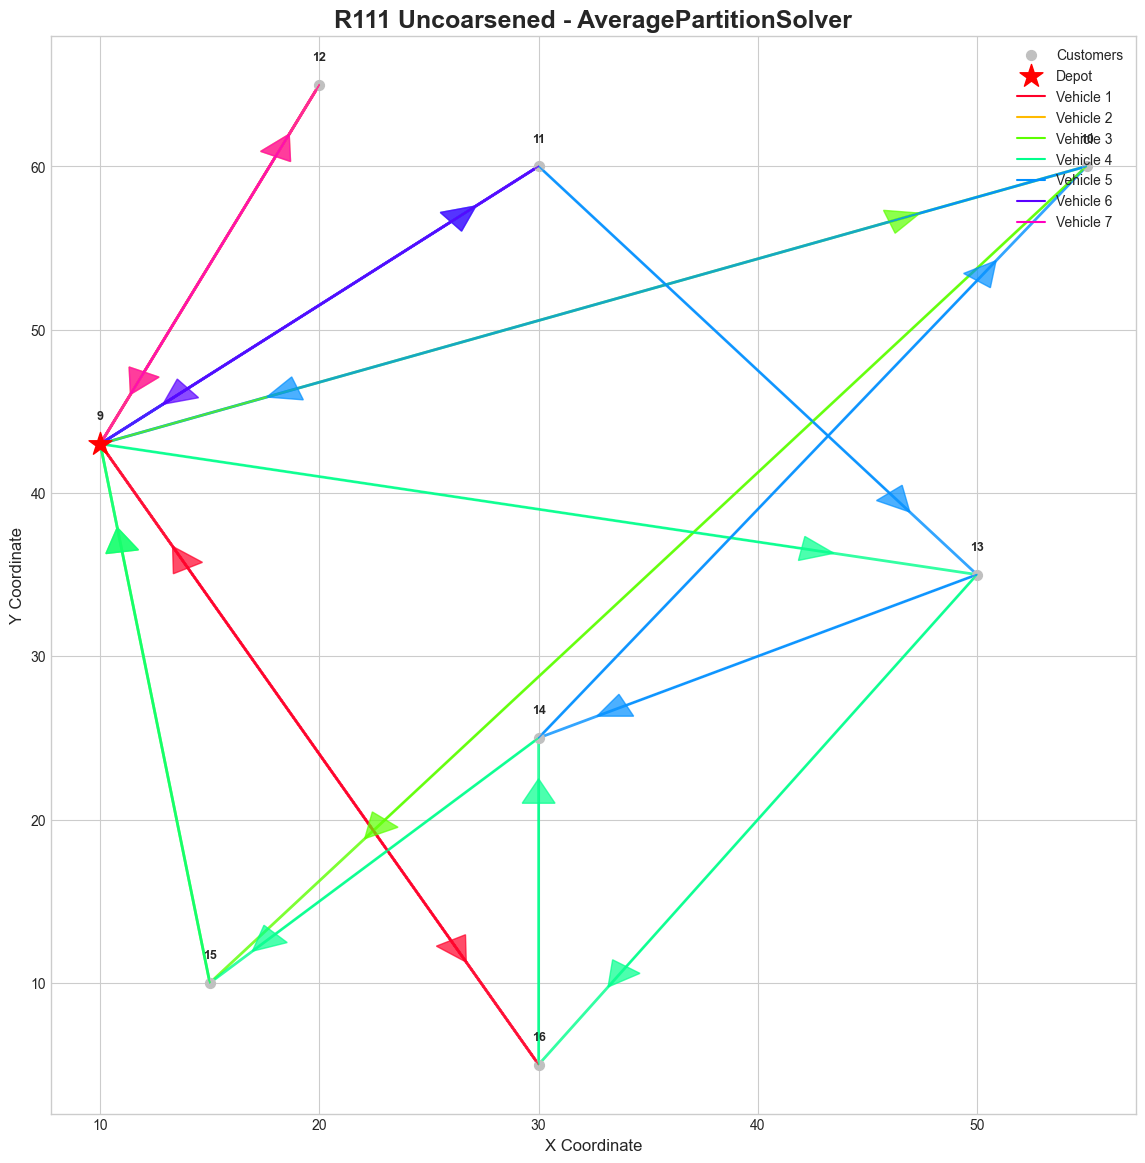 R111 Uncoarsened - AveragePartitionSolver
Customers
Depot
Vehicle 1
Vehicle 2
Vehicle 3
Vehicle 4
Vehicle 5
Vehicle 6
Vehicle 7
12
11
10
9
13
14
15
16
60
50
40
30
20
10
Y Coordinate
10
20
30
40
50
X Coordinate